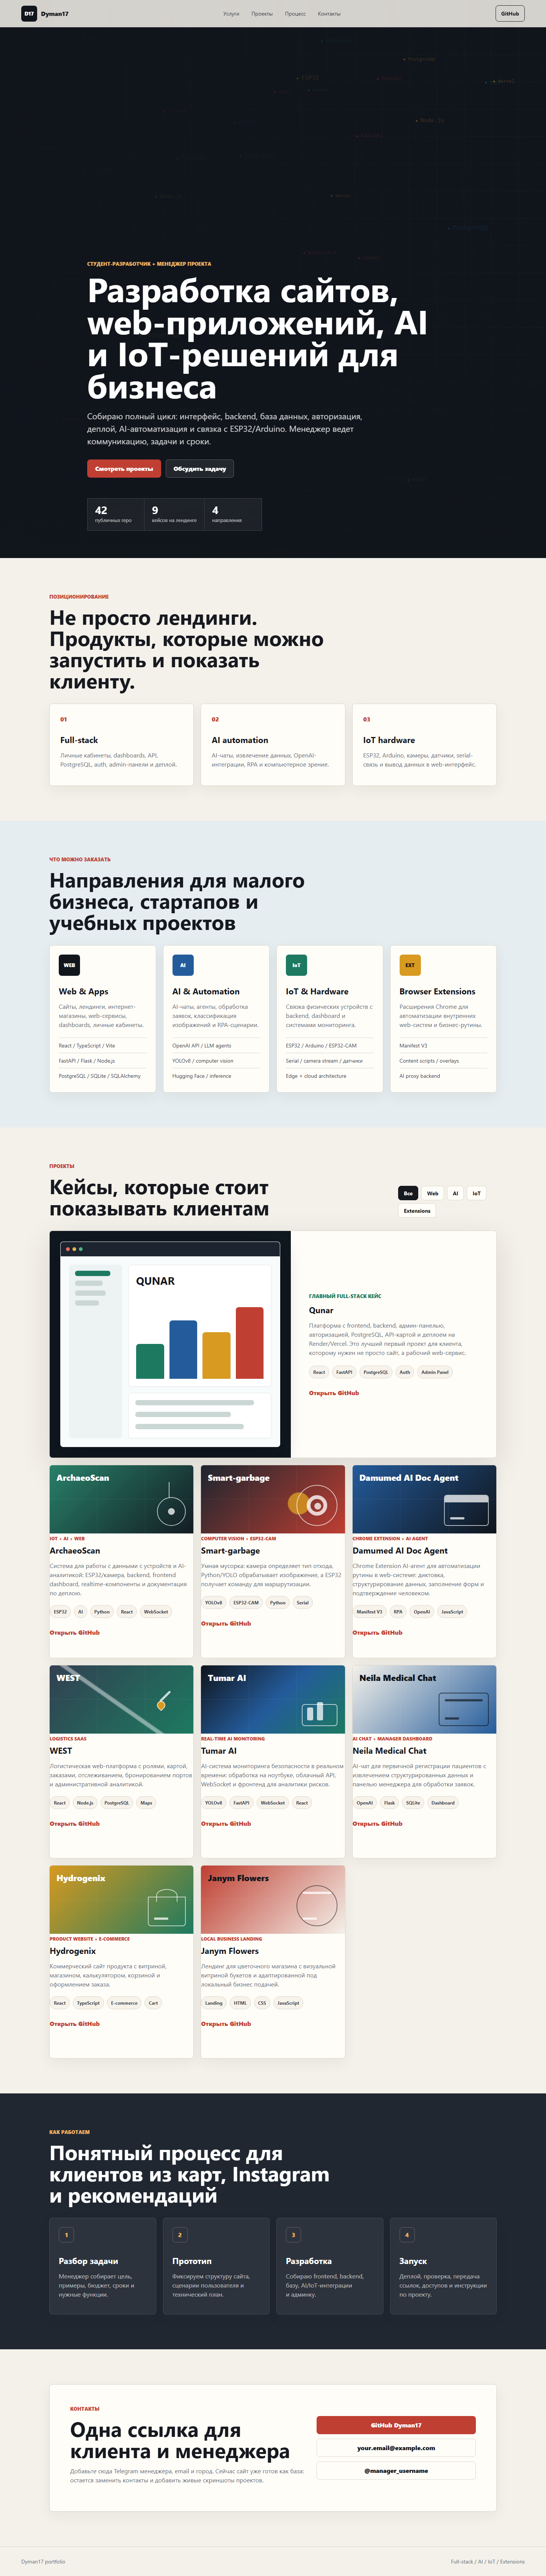 D17 Dyman17
Услуги Проекты Процесс Контакты
GitHub
ESP32
Node.js
СТУДЕНТ-РАЗРАБОТЧИК + МЕНЕДЖЕР ПРОЕКТА
Разработка сайтов,
web-приложений, AI
и IoT-решений для
бизнеса
Собираю полный цикл: интерфейс, backend, база данных, авторизация,
деплой, AI-автоматизация и связка с ESP32/Arduino. Менеджер ведет
коммуникацию, задачи и сроки.
Смотреть проекты Обсудить задачу
42 9 4
публичных repo кейсов на лендинге направления
ПОЗИЦИОНИРОВАНИЕ
Не просто лендинги.
Продукты, которые можно
запустить и показать
клиенту.
01
Full-stack
Личные кабинеты, dashboards, API,
PostgreSQL, auth, admin-панели и деплой.
02
AI automation
AI-чаты, извлечение данных, OpenAI-
интеграции, RPA и компьютерное зрение.
03
IoT hardware
ESP32, Arduino, камеры, датчики, serial-
связь и вывод данных в web-интерфейс.
ЧТО МОЖНО ЗАКАЗАТЬ
Направления для малого
бизнеса, стартапов и
учебных проектов
WEB
Web & Apps
Сайты, лендинги, интернет-
магазины, web-сервисы,
dashboards, личные кабинеты.
React / TypeScript / Vite
FastAPI / Flask / Node.js
PostgreSQL / SQLite / SQLAlchemy
AI
AI & Automation
AI-чаты, агенты, обработка
заявок, классификация
изображений и RPA-сценарии.
OpenAI API / LLM agents
YOLOv8 / computer vision
Hugging Face / inference
IoT
IoT & Hardware
Связка физических устройств с
backend, dashboard и
системами мониторинга.
ESP32 / Arduino / ESP32-CAM
Serial / camera stream / датчики
Edge + cloud architecture
EXT
Browser Extensions
Расширения Chrome для
автоматизации внутренних
web-систем и бизнес-рутины.
Manifest V3
Content scripts / overlays
AI proxy backend
ПРОЕКТЫ
Кейсы, которые стоит
показывать клиентам
Все Web AI IoT
Extensions
QUNAR
ГЛАВНЫЙ FULL-STACK КЕЙС
Qunar
Платформа с frontend, backend, админ-панелью,
авторизацией, PostgreSQL, API-картой и деплоем на
Render/Vercel. Это лучший первый проект для клиента,
которому нужен не просто сайт, а рабочий web-сервис.
React FastAPI PostgreSQL Auth Admin Panel
Открыть GitHub
ArchaeoScan
IOT + AI + WEB
ArchaeoScan
Система для работы с данными с устройств и AI-
аналитикой: ESP32/камера, backend, frontend
dashboard, realtime-компоненты и документация
по деплою.
ESP32 AI Python React WebSocket
Открыть GitHub
Smart-garbage
COMPUTER VISION + ESP32-CAM
Smart-garbage
Умная мусорка: камера определяет тип отхода,
Python/YOLO обрабатывает изображение, а ESP32
получает команду для маршрутизации.
YOLOv8 ESP32-CAM Python Serial
Открыть GitHub
Damumed AI Doc Agent
CHROME EXTENSION + AI AGENT
Damumed AI Doc Agent
Chrome Extension AI-агент для автоматизации
рутины в web-системе: диктовка,
структурирование данных, заполнение форм и
подтверждение человеком.
Manifest V3 RPA OpenAI JavaScript
Открыть GitHub
WEST
LOGISTICS SAAS
WEST
Логистическая web-платформа с ролями, картой,
заказами, отслеживанием, бронированием портов
и административной аналитикой.
React Node.js PostgreSQL Maps
Открыть GitHub
Tumar AI
REAL-TIME AI MONITORING
Tumar AI
AI-система мониторинга безопасности в реальном
времени: обработка на ноутбуке, облачный API,
WebSocket и фронтенд для аналитики рисков.
YOLOv8 FastAPI WebSocket React
Открыть GitHub
Neila Medical Chat
AI CHAT + MANAGER DASHBOARD
Neila Medical Chat
AI-чат для первичной регистрации пациентов с
извлечением структурированных данных и
панелью менеджера для обработки заявок.
OpenAI Flask SQLite Dashboard
Открыть GitHub
Hydrogenix
PRODUCT WEBSITE + E-COMMERCE
Hydrogenix
Коммерческий сайт продукта с витриной,
магазином, калькулятором, корзиной и
оформлением заказа.
React TypeScript E-commerce Cart
Открыть GitHub
Janym Flowers
LOCAL BUSINESS LANDING
Janym Flowers
Лендинг для цветочного магазина с визуальной
витриной букетов и адаптированной под
локальный бизнес подачей.
Landing HTML CSS JavaScript
Открыть GitHub
КАК РАБОТАЕМ
Понятный процесс для
клиентов из карт, Instagram
и рекомендаций
1
Разбор задачи
Менеджер собирает цель,
примеры, бюджет, сроки и
нужные функции.
2
Прототип
Фиксируем структуру сайта,
сценарии пользователя и
технический план.
3
Разработка
Собираю frontend, backend,
базу, AI/IoT-интеграции
и админку.
4
Запуск
Деплой, проверка, передача
ссылок, доступов и инструкции
по проекту.
КОНТАКТЫ
Одна ссылка для
клиента и менеджера
Добавьте сюда Telegram менеджера, email и город. Сейчас сайт уже готов как база:
остается заменить контакты и добавить живые скриншоты проектов.
GitHub Dyman17
your.email@example.com
@manager_username
Dyman17 portfolio
Full-stack / AI / IoT / Extensions